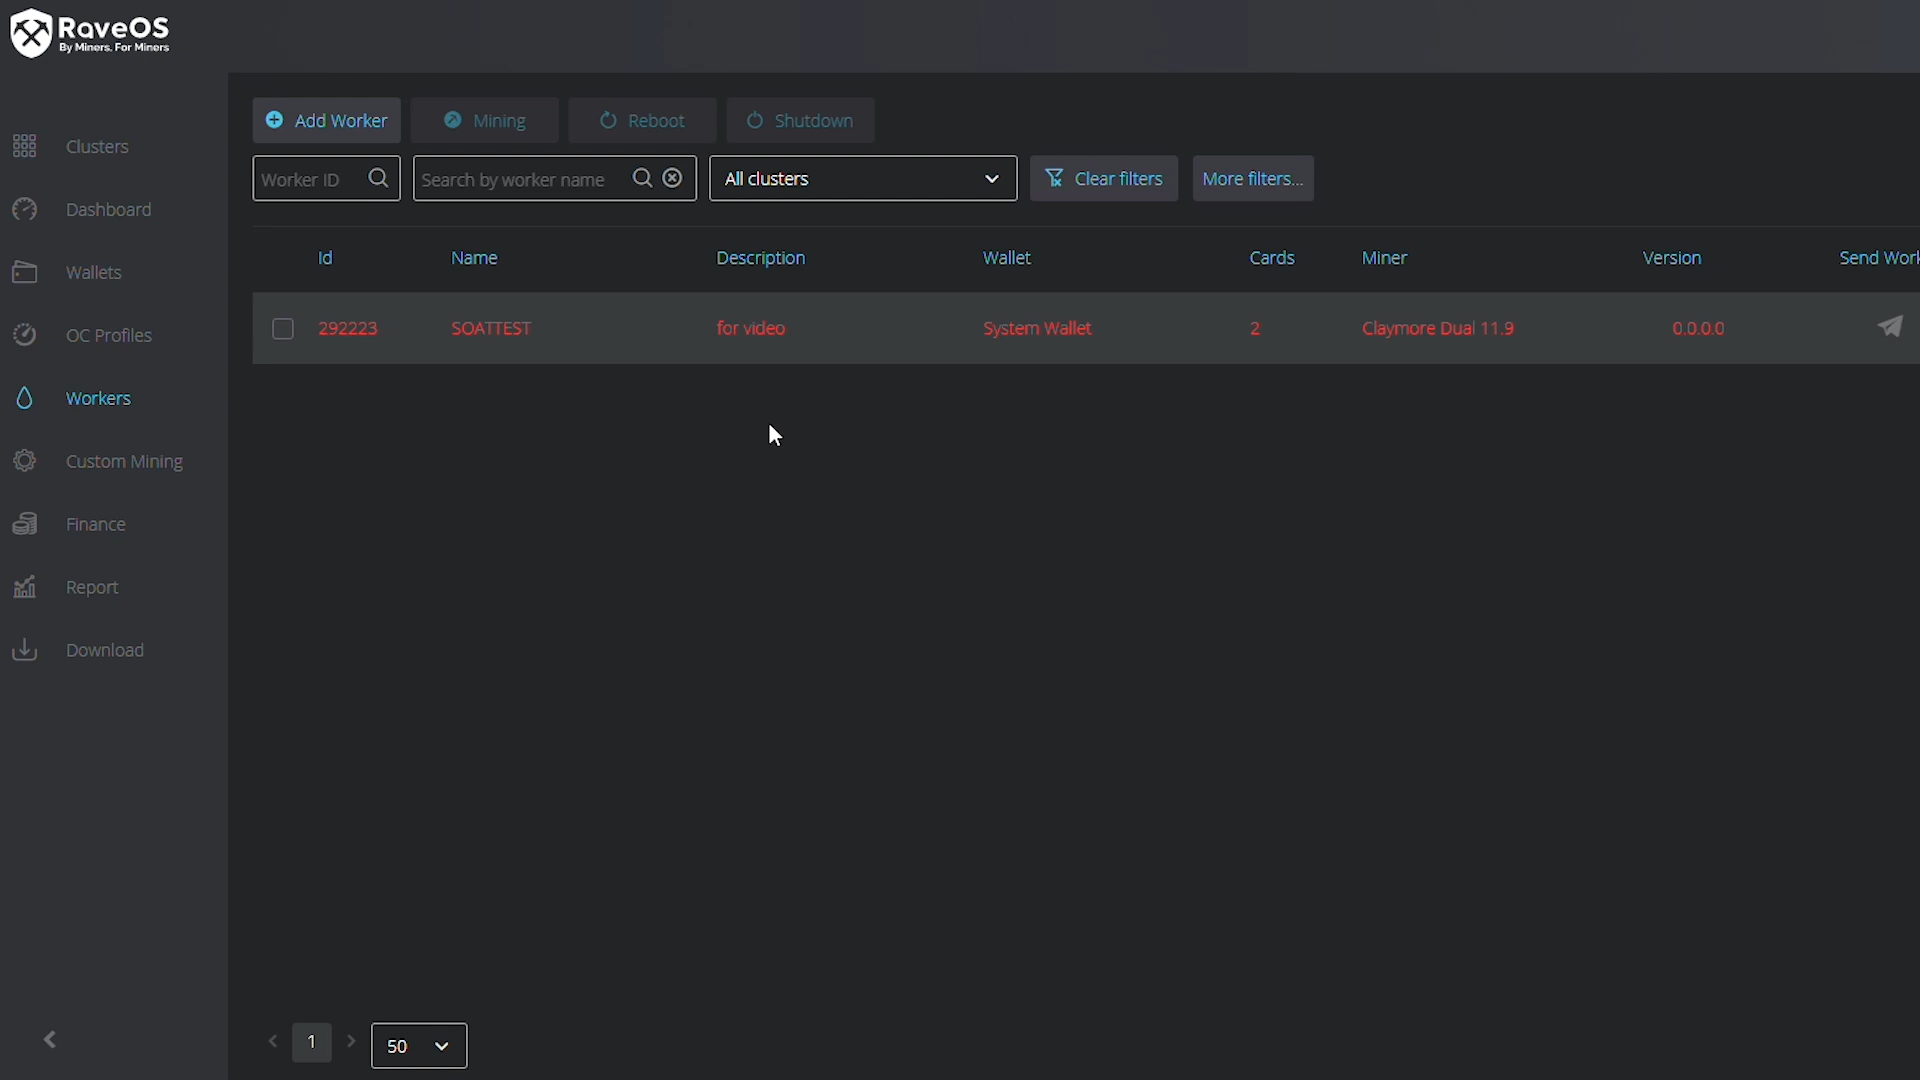 RaveOS
By Miners. For Miners
Clusters
Dashboard
Wallets
OC Profiles
Workers
Custom Mining
Finance
Report
Download
Add Worker
Mining
Reboot
Shutdown
Worker ID
Search by worker name
All clusters
Clear filters
More filters...
Id Name Description Wallet Cards Miner Version Send Work
292223 SOATTEST for video System Wallet 2 Claymore Dual 11.9 0.0.0.0
1
50